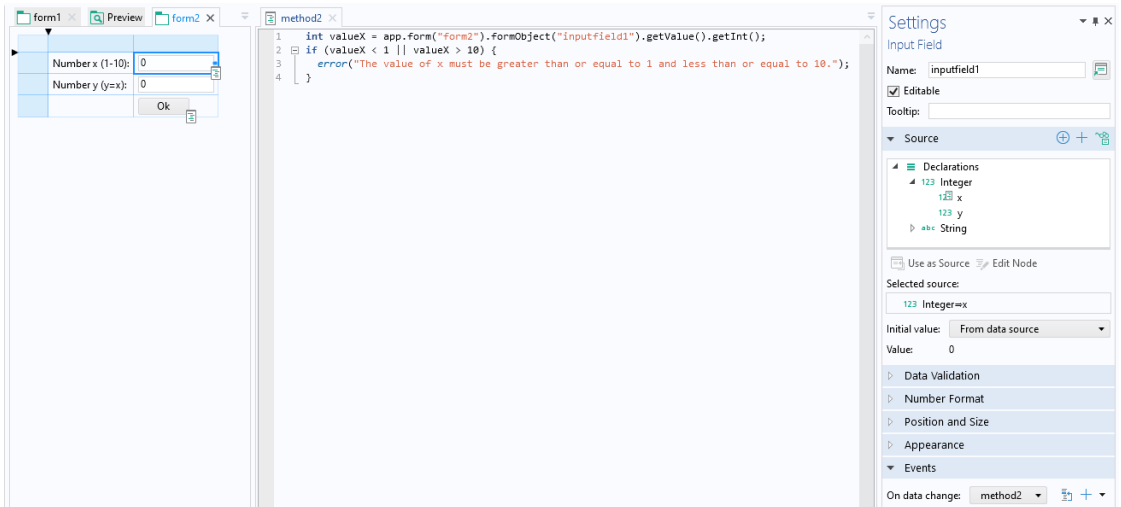 form1
Preview
form2
Number x (1-10):
0
Number y (y=x):
0
Ok
method2
1 int valueX = app.form("form2").formObject("inputfield1").getValue().getInt();
2 if (valueX < 1 || valueX > 10) {
3 error("The value of x must be greater than or equal to 1 and less than or equal to 10.");
4 }
Settings
Input Field
Name: inputfield1
Editable
Tooltip:
Source
Declarations
123 Integer
x
123 y
abc String
Use as Source Edit Node
Selected source:
123 Integer⇒x
Initial value: From data source
Value: 0
Data Validation
Number Format
Position and Size
Appearance
Events
On data change: method2